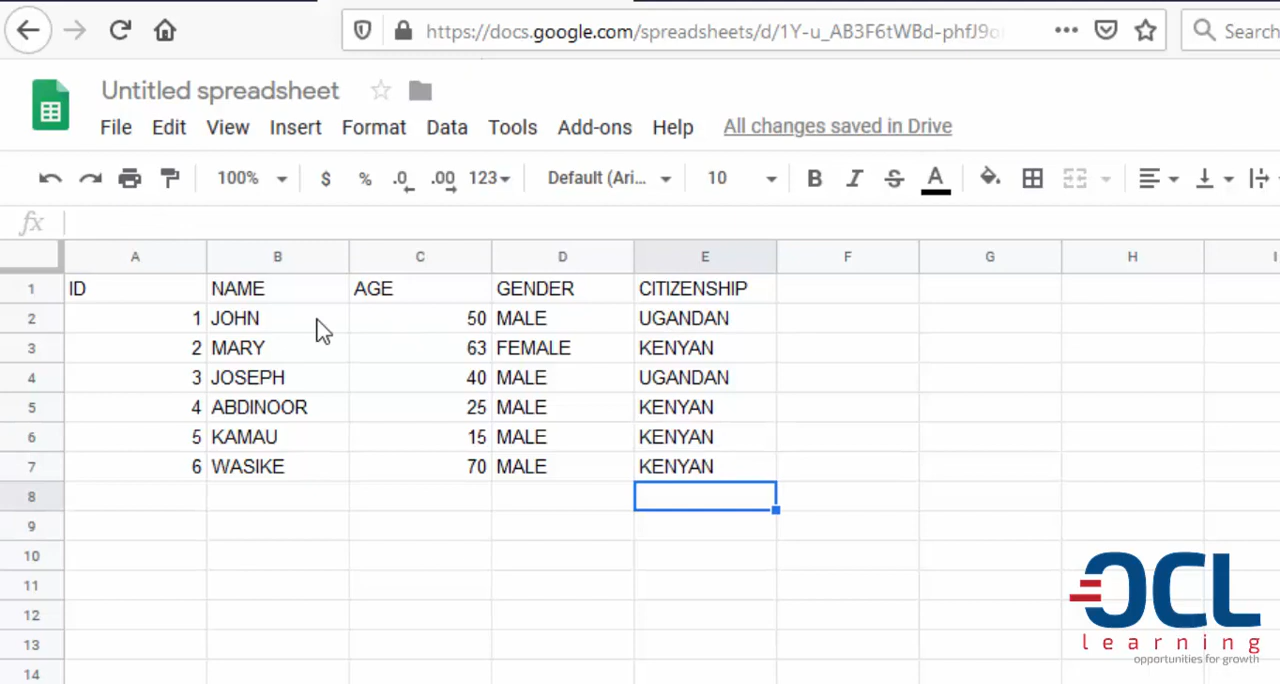 https://docs.google.com/spreadsheets/d/1Y-u_AB3F6tWBd-phfJ9o
Search
Untitled spreadsheet
File Edit View Insert Format Data Tools Add-ons Help All changes saved in Drive
100% $ % .0 .00 123 Default (Ari... 10 B I S A
fx
A B C D E F G H I
1 ID NAME AGE GENDER CITIZENSHIP
2 1 JOHN 50 MALE UGANDAN
3 2 MARY 63 FEMALE KENYAN
4 3 JOSEPH 40 MALE UGANDAN
5 4 ABDINOOR 25 MALE KENYAN
6 5 KAMAU 15 MALE KENYAN
7 6 WASIKE 70 MALE KENYAN
8
9
10
11
12
13
14
OCL
learning
opportunities for growth